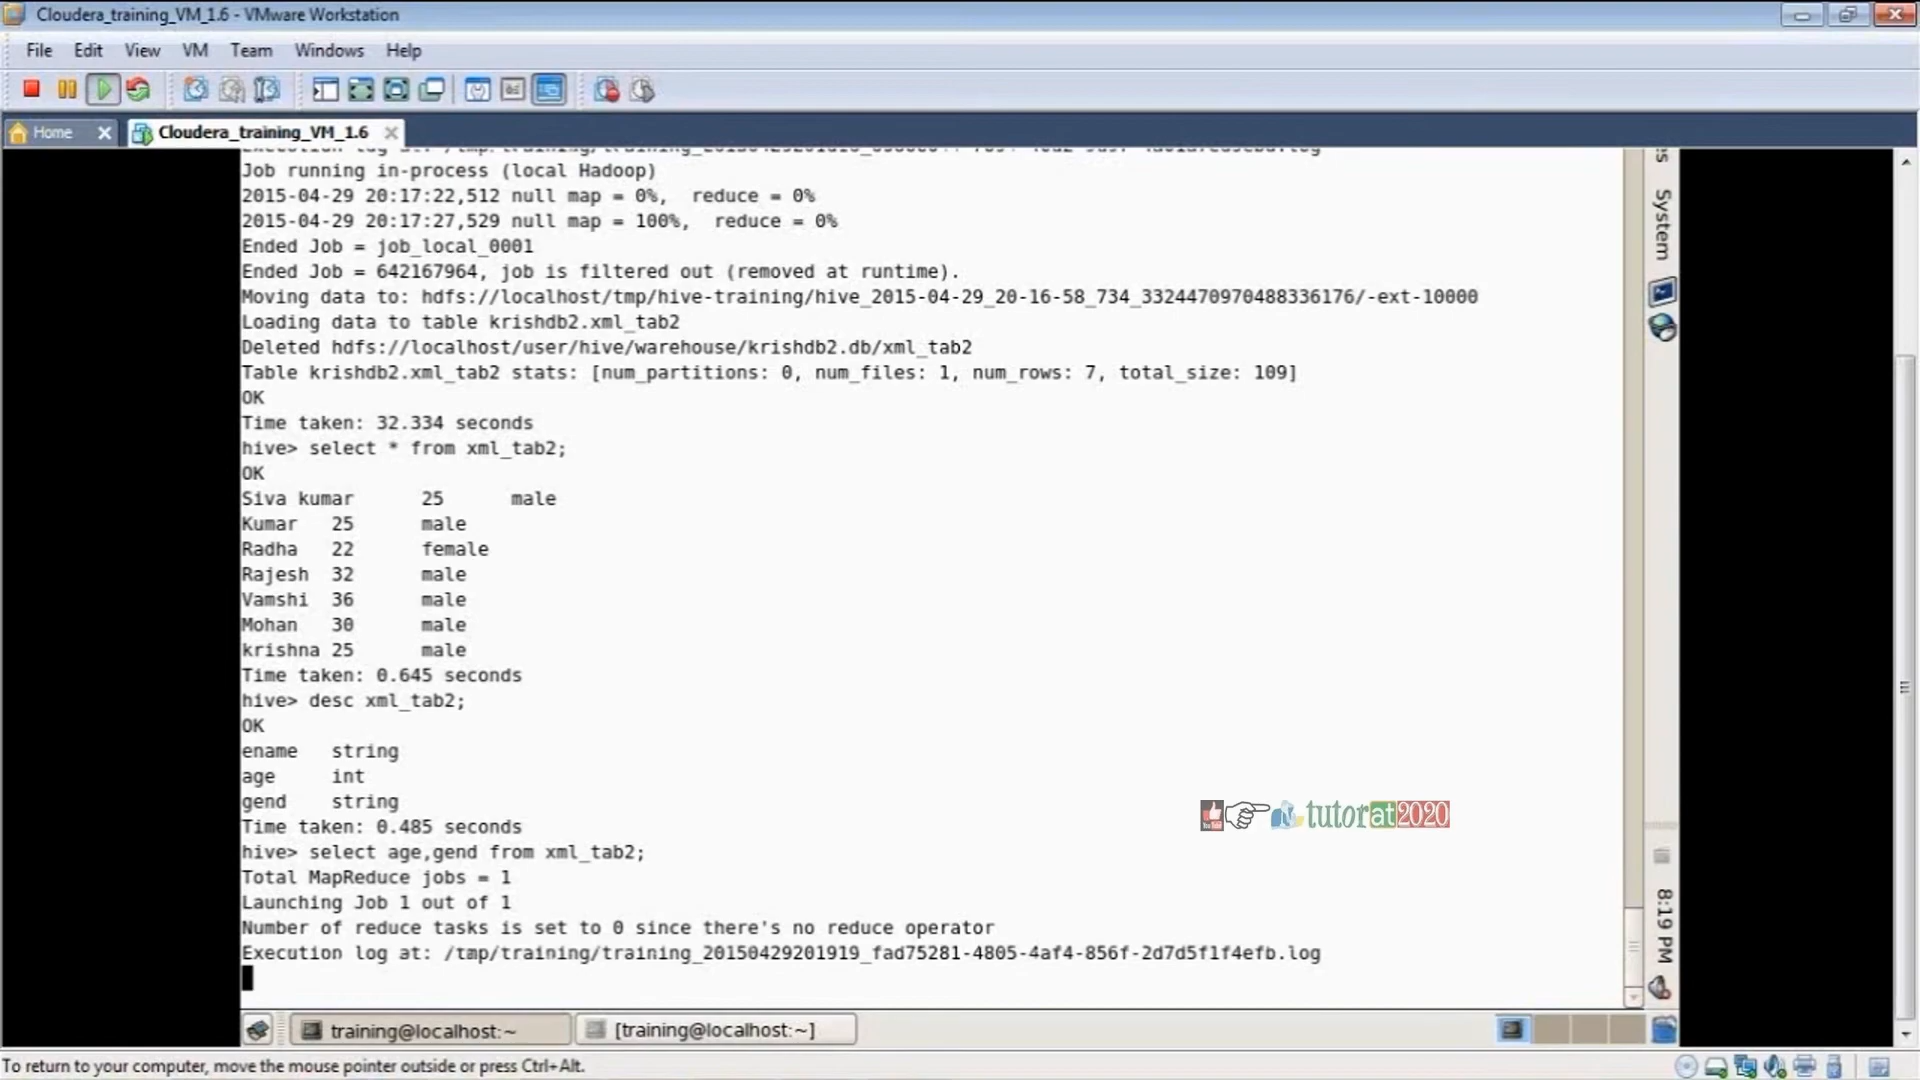 Cloudera_training_VM_1.6 - VMware Workstation
File Edit View VM Team Windows Help
Home Cloudera_training_VM_1.6
Job running in-process (local Hadoop)
2015-04-29 20:17:22,512 null map = 0%, reduce = 0%
2015-04-29 20:17:27,529 null map = 100%, reduce = 0%
Ended Job = job_local_0001
Ended Job = 642167964, job is filtered out (removed at runtime).
Moving data to: hdfs://localhost/tmp/hive-training/hive_2015-04-29_20-16-58_734_3324470970488336176/-ext-10000
Loading data to table krishdb2.xml_tab2
Deleted hdfs://localhost/user/hive/warehouse/krishdb2.db/xml_tab2
Table krishdb2.xml_tab2 stats: [num_partitions: 0, num_files: 1, num_rows: 7, total_size: 109]
OK
Time taken: 32.334 seconds
hive> select * from xml_tab2;
OK
Siva kumar 25 male
Kumar 25 male
Radha 22 female
Rajesh 32 male
Vamshi 36 male
Mohan 30 male
krishna 25 male
Time taken: 0.645 seconds
hive> desc xml_tab2;
OK
ename string
age int
gend string
Time taken: 0.485 seconds
hive> select age,gend from xml_tab2;
Total MapReduce jobs = 1
Launching Job 1 out of 1
Number of reduce tasks is set to 0 since there's no reduce operator
Execution log at: /tmp/training/training_20150429201919_fad75281-4805-4af4-856f-2d7d5f1f4efb.log
System
8:19 PM
tutorat2020
training@localhost:~ [training@localhost:~]
To return to your computer, move the mouse pointer outside or press Ctrl+Alt.